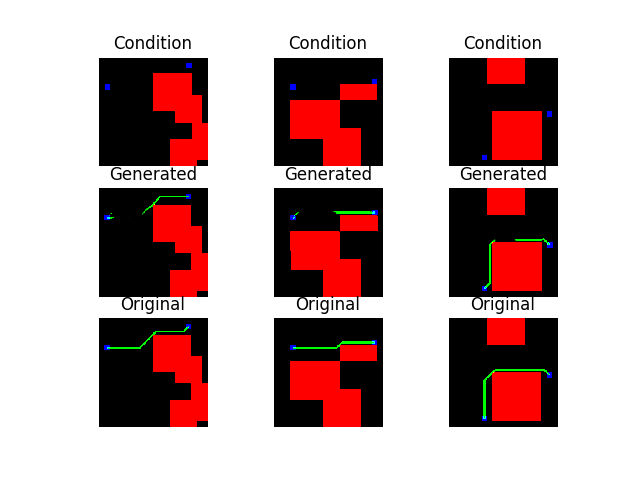 Condition Condition Condition
Generated Generated Generated
Original Original Original